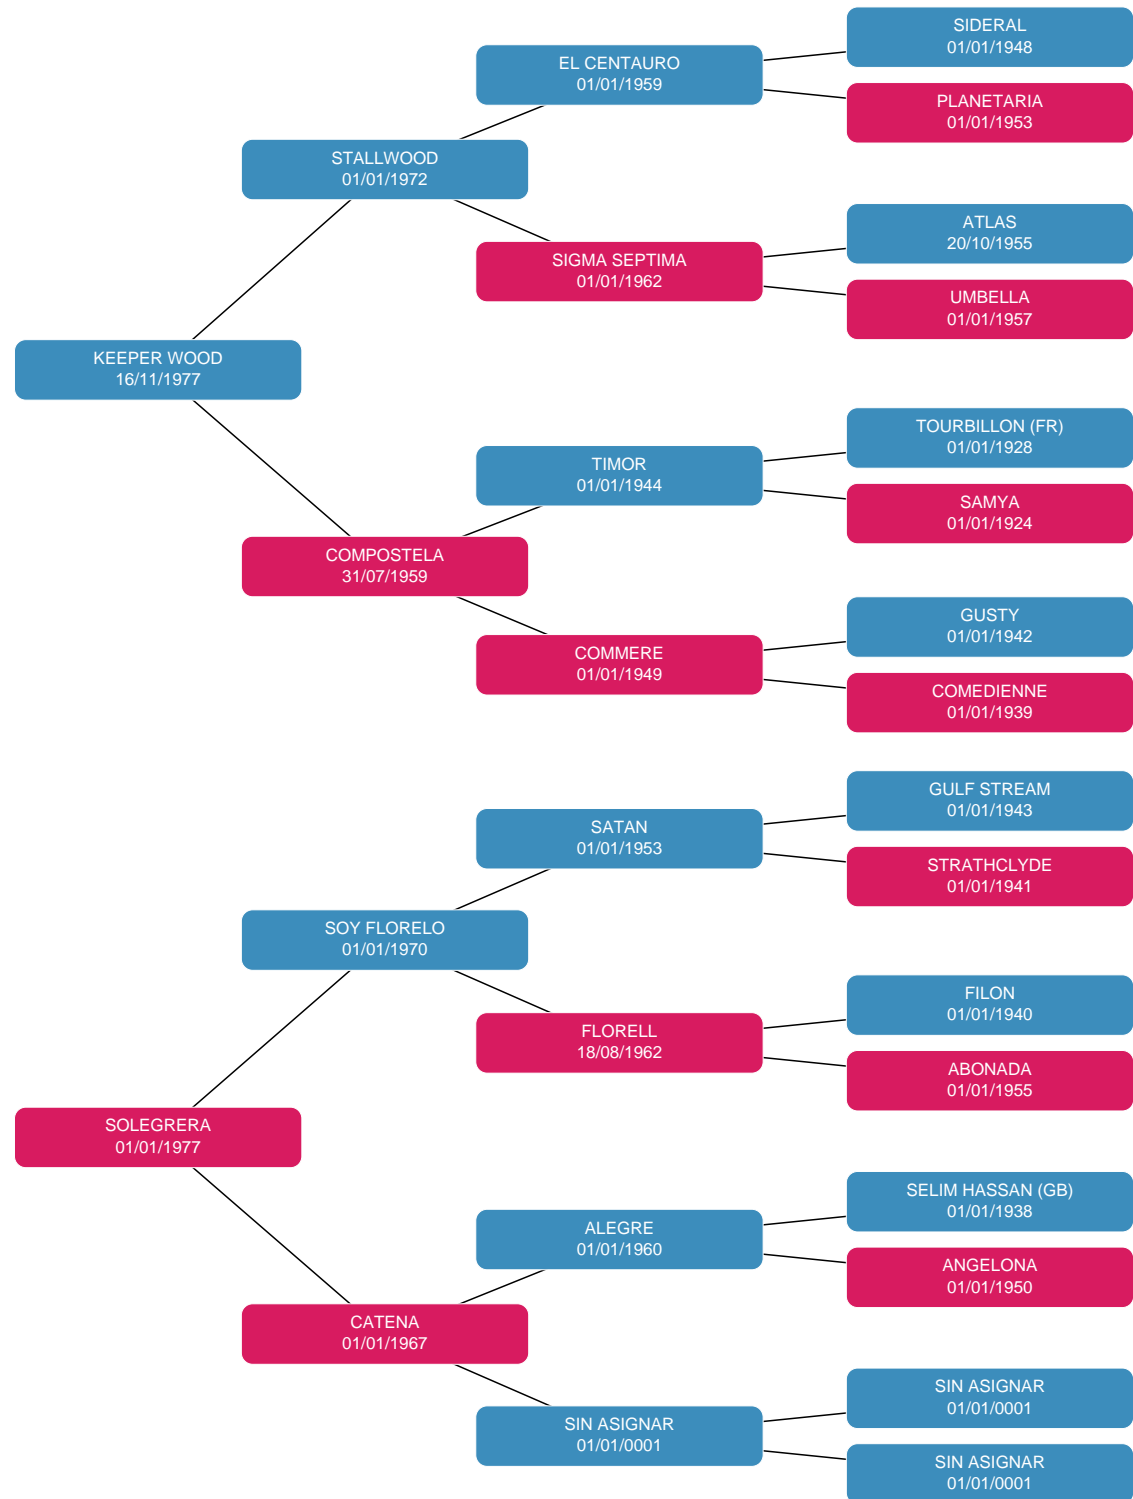 SIDERAL
01/01/1948
EL CENTAURO
01/01/1959
PLANETARIA
01/01/1953
STALLWOOD
01/01/1972
ATLAS
20/10/1955
SIGMA SEPTIMA
01/01/1962
UMBELLA
01/01/1957
KEEPER WOOD
16/11/1977
TOURBILLON (FR)
01/01/1928
TIMOR
01/01/1944
SAMYA
01/01/1924
COMPOSTELA
31/07/1959
GUSTY
01/01/1942
COMMERE
01/01/1949
COMEDIENNE
01/01/1939
GULF STREAM
01/01/1943
SATAN
01/01/1953
STRATHCLYDE
01/01/1941
SOY FLORELO
01/01/1970
FILON
01/01/1940
FLORELL
18/08/1962
ABONADA
01/01/1955
SOLEGRERA
01/01/1977
SELIM HASSAN (GB)
01/01/1938
ALEGRE
01/01/1960
ANGELONA
01/01/1950
CATENA
01/01/1967
SIN ASIGNAR
01/01/0001
SIN ASIGNAR
01/01/0001
SIN ASIGNAR
01/01/0001